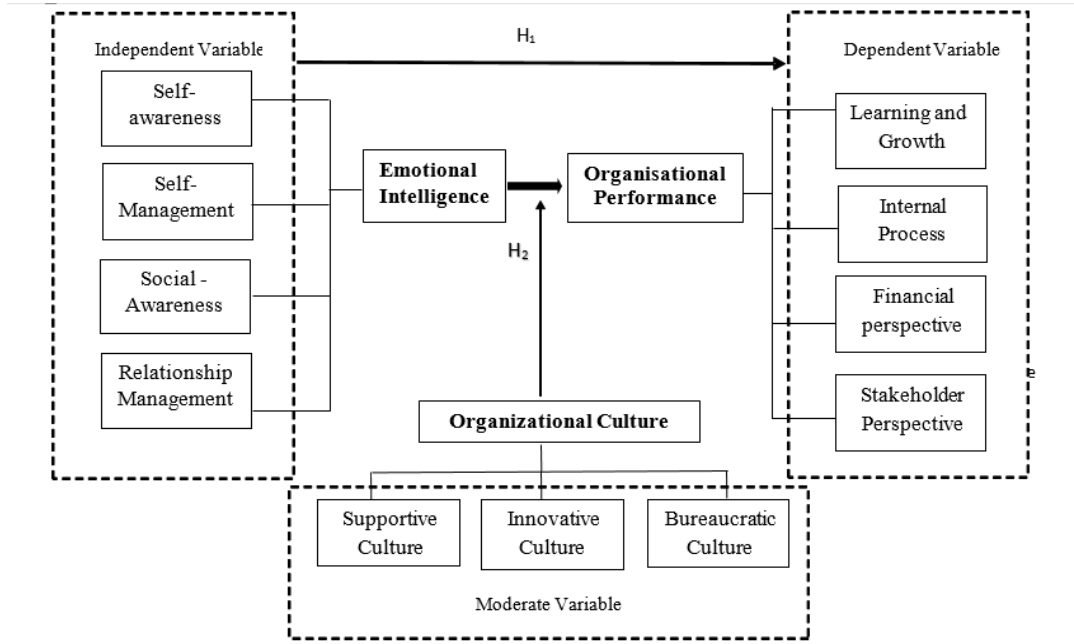 H₁
Independent Variable
Dependent Variable
Self-
awareness
Self-
Management
Social -
Awareness
Relationship
Management
Emotional
Intelligence
Organisational
Performance
H₂
Learning and
Growth
Internal
Process
Financial
perspective
Stakeholder
Perspective
e
Organizational Culture
Supportive
Culture
Innovative
Culture
Bureaucratic
Culture
Moderate Variable